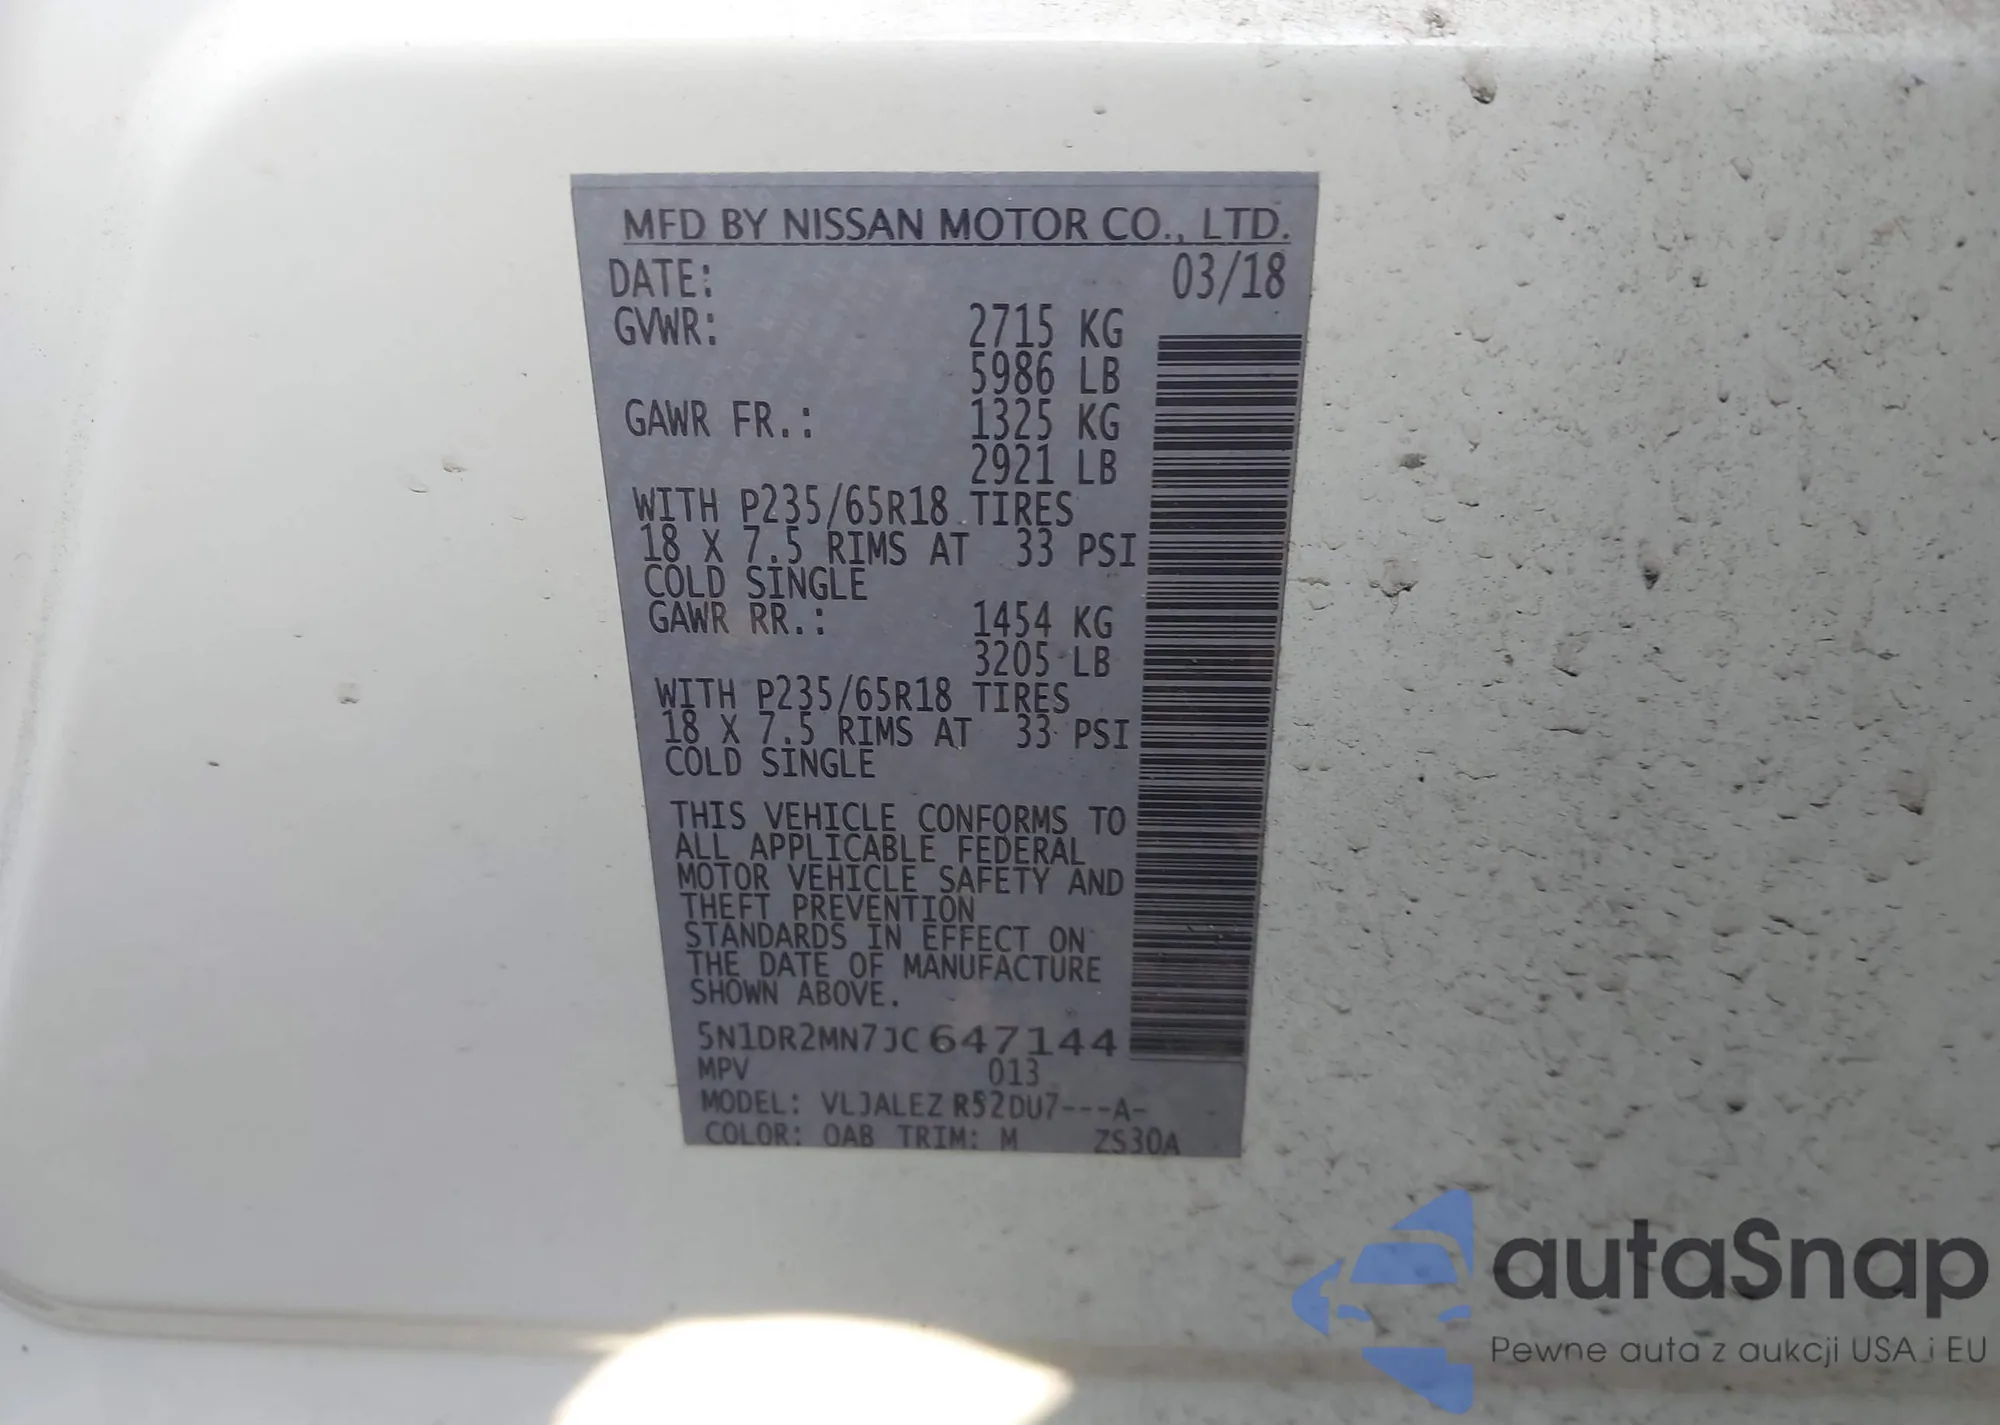 MFD BY NISSAN MOTOR CO., LTD.
DATE: 03/18
GVWR: 2715 KG
5986 LB
GAWR FR.: 1325 KG
2921 LB
WITH P235/65R18 TIRES
18 X 7.5 RIMS AT 33 PSI
COLD SINGLE
GAWR RR.: 1454 KG
3205 LB
WITH P235/65R18 TIRES
18 X 7.5 RIMS AT 33 PSI
COLD SINGLE
THIS VEHICLE CONFORMS TO
ALL APPLICABLE FEDERAL
MOTOR VEHICLE SAFETY AND
THEFT PREVENTION
STANDARDS IN EFFECT ON
THE DATE OF MANUFACTURE
SHOWN ABOVE.
5N1DR2MN7JC647144
MPV 013
MODEL: VLJALEZ R52DU7---A-
COLOR: QAB TRIM: M ZS30A
autaSnap
Pewne auta z aukcji USA i EU